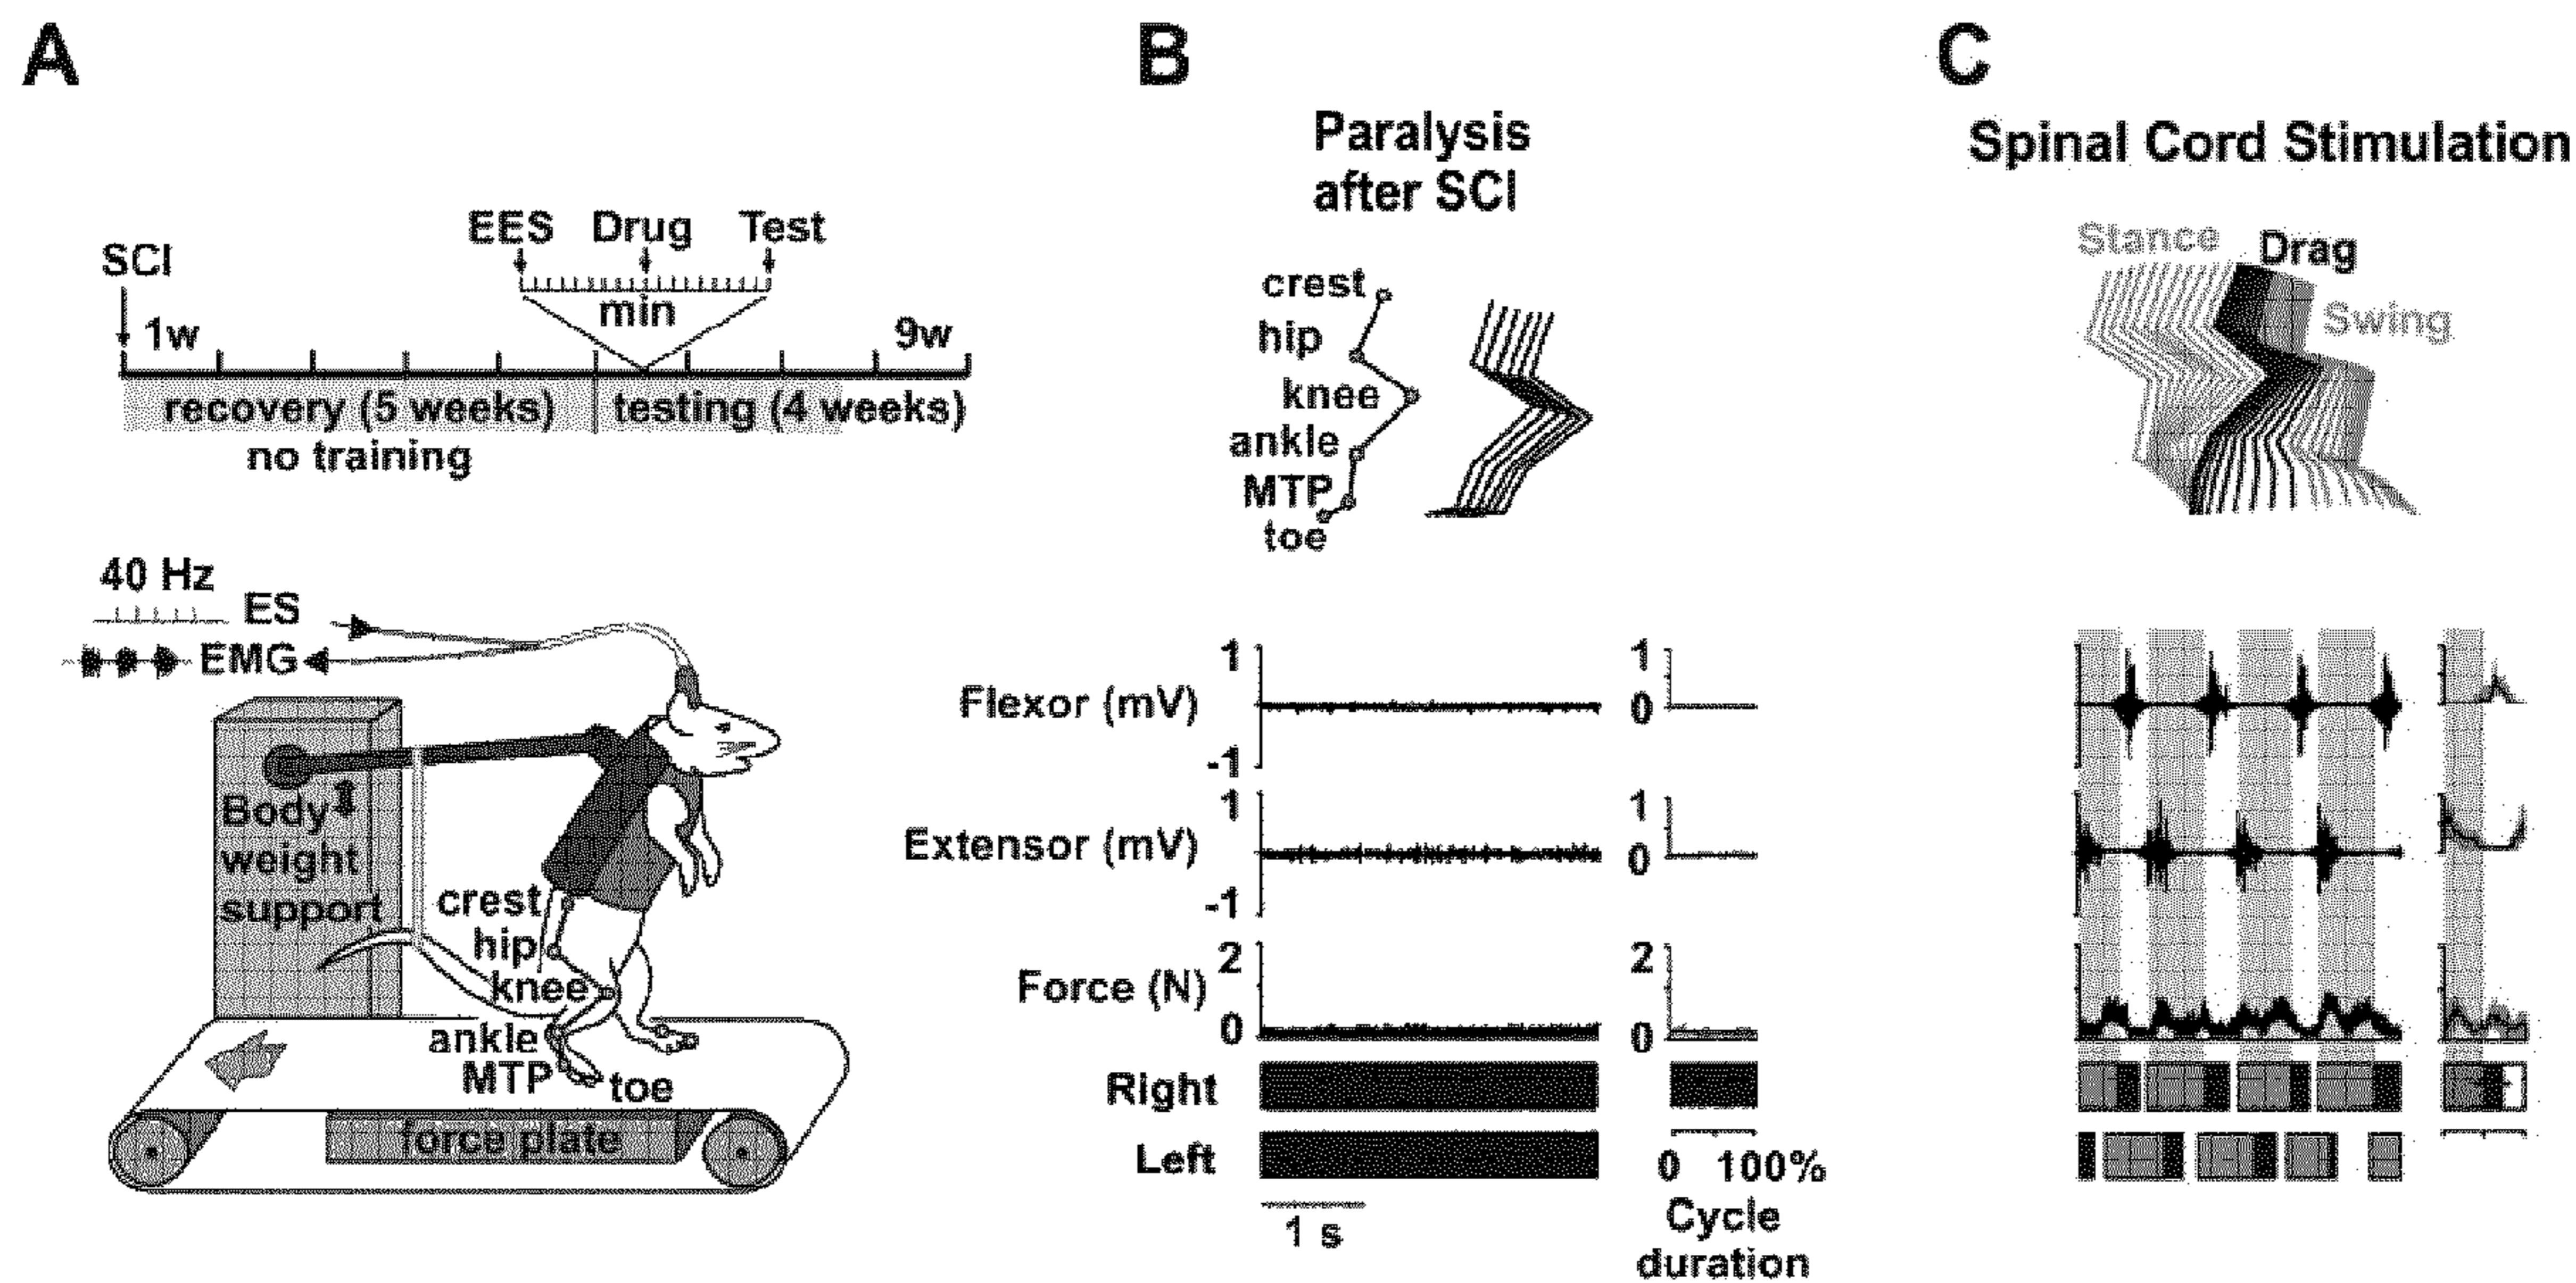 A
SCI
EES Drug Test
min
1w
9w
recovery (5 weeks)
testing (4 weeks)
no training
40 Hz
ES
EMG
Body
weight
support
crest
hip
knee
ankle
MTP
toe
force plate
B
Paralysis
after SCI
crest
hip
knee
ankle
MTP
toe
Flexor (mV)
1
-1
1
0
Extensor (mV)
1
-1
1
0
Force (N)
2
0
2
0
Right
Left
1 s
0 100%
Cycle
duration
C
Spinal Cord Stimulation
Stance
Drag
Swing